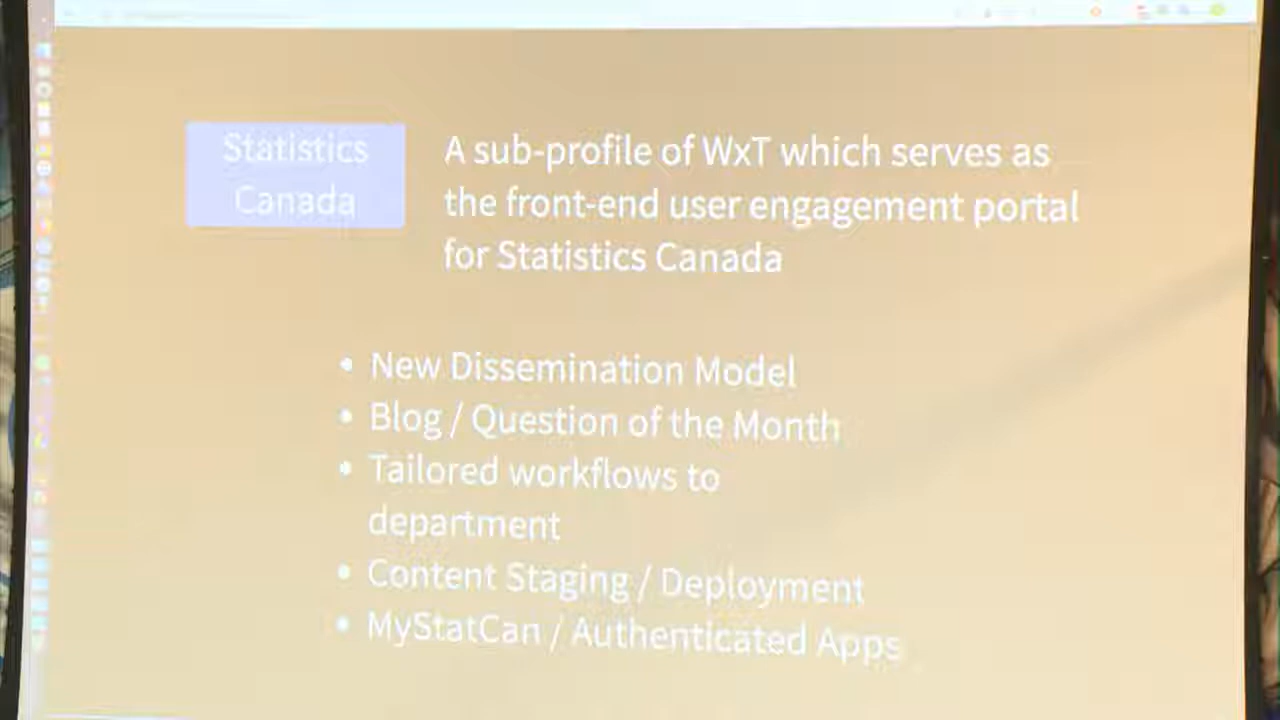 Statistics
Canada
A sub-profile of WxT which serves as
the front-end user engagement portal
for Statistics Canada
• New Dissemination Model
• Blog / Question of the Month
• Tailored workflows to
department
• Content Staging / Deployment
• MyStatCan / Authenticated Apps